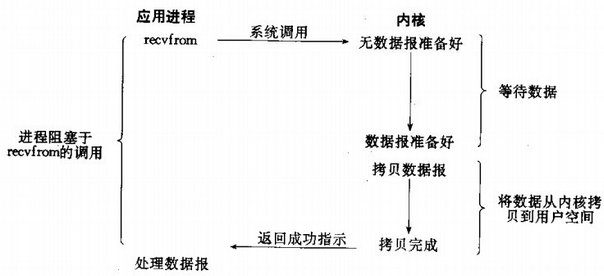 应用进程
内核
recvfrom
系统调用
无数据报准备好
等待数据
数据报准备好
进程阻塞于
recvfrom的调用
拷贝数据报
将数据从内核拷
贝到用户空间
返回成功指示
拷贝完成
处理数据报